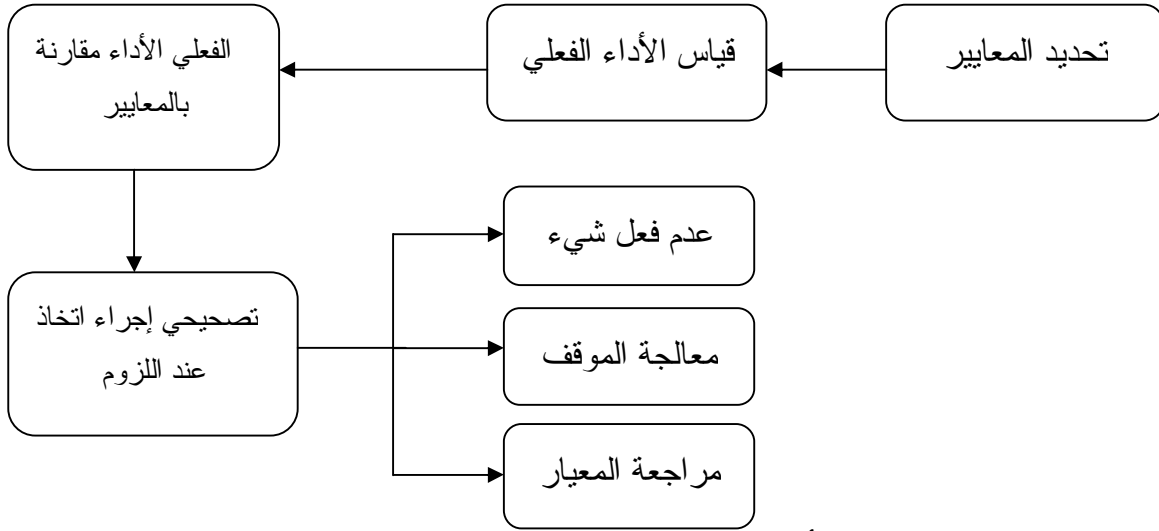 تحديد المعايير
قياس الأداء الفعلي
الفعلي الأداء مقارنة
بالمعايير
عدم فعل شيء
تصحيحي إجراء اتخاذ
عند اللزوم
معالجة الموقف
مراجعة المعيار